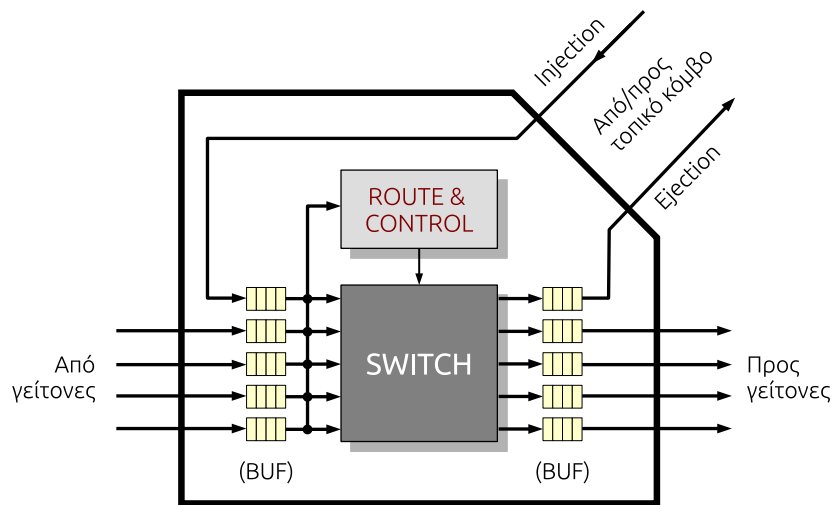 Injection
Από/προς
τοπικό κόμβο
Ejection
ROUTE &
CONTROL
SWITCH
Από
γείτονες
Προς
γείτονες
(BUF)
(BUF)